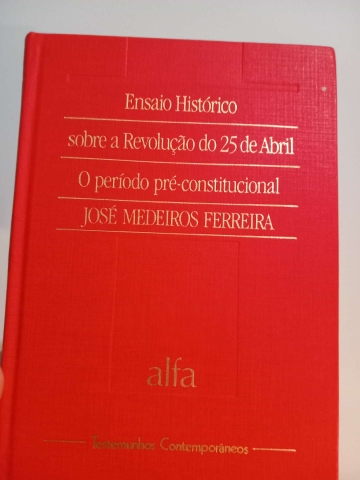 Ensaio Histórico
sobre a Revolução do 25 de Abril
O período pré-constitucional
JOSÉ MEDEIROS FERREIRA
alfa
Testemunhos Contemporâneos